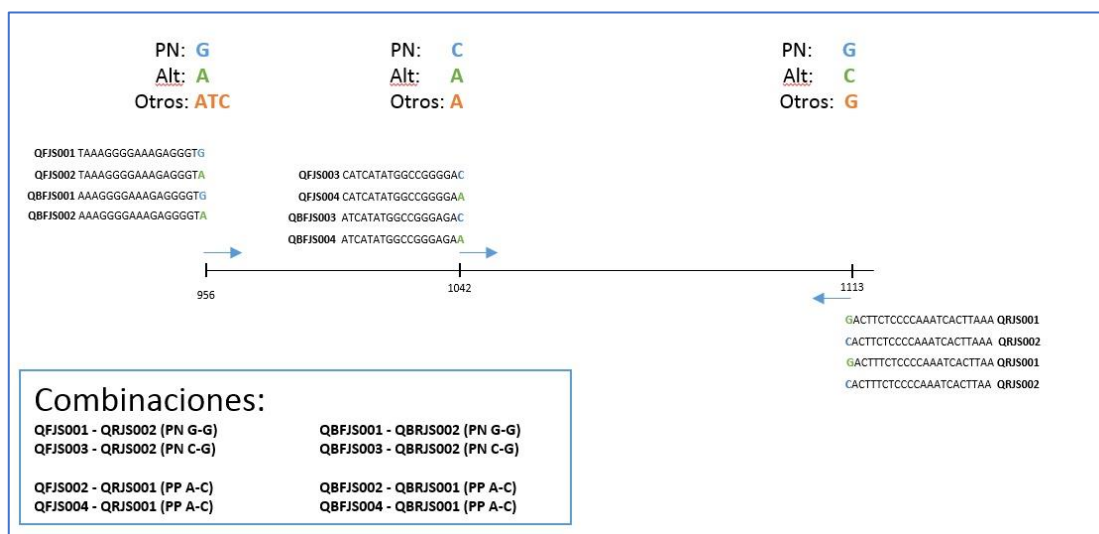 PN: G
Alt: A
Otros: ATC
PN: C
Alt: A
Otros: A
PN: G
Alt: C
Otros: G
QFJS001 TAAAGGGGAAAGAGGGTG
QFJS002 TAAAGGGGAAAGAGGGTA
QBFJS001 AAAGGGGAAAGAGGGGTG
QBFJS002 AAAGGGGAAAGAGGGGTA
QFJS003 CATCATATGGCCGGGGAC
QFJS004 CATCATATGGCCGGGGAA
QBFJS003 ATCATATGGCCGGGAGAC
QBFJS004 ATCATATGGCCGGGAGAA
956
1042
1113
GACTTCTCCCCAAATCACTTAAA QRJS001
CACTTCTCCCCAAATCACTTAAA QRJS002
GACTTTCTCCCCAAATCACTTAA QRJS001
CACTTTCTCCCCAAATCACTTAA QRJS002
Combinaciones:
QFJS001 - QRJS002 (PN G-G) QBFJS001 - QBRJS002 (PN G-G)
QFJS003 - QRJS002 (PN C-G) QBFJS003 - QBRJS002 (PN C-G)
QFJS002 - QRJS001 (PP A-C) QBFJS002 - QBRJS001 (PP A-C)
QFJS004 - QRJS001 (PP A-C) QBFJS004 - QBRJS001 (PP A-C)